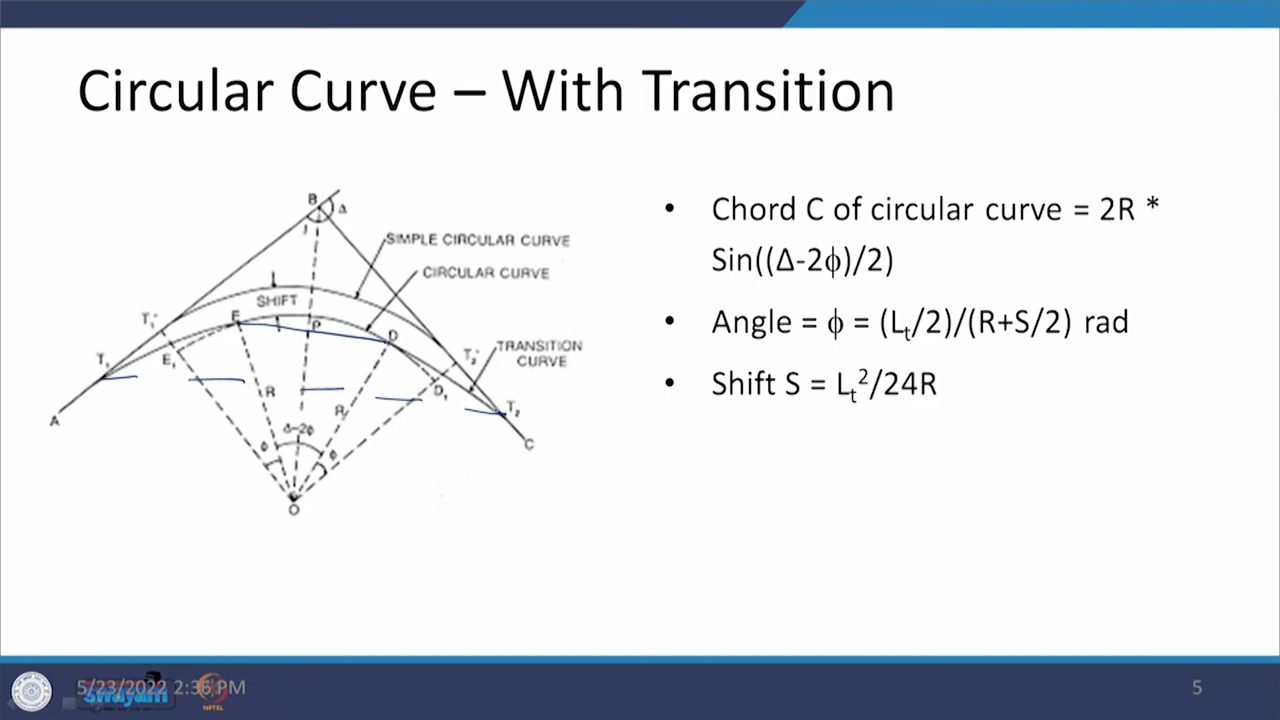 Circular Curve – With Transition
B
Δ
I
SIMPLE CIRCULAR CURVE
CIRCULAR CURVE
SHIFT
T₁'
E
P
D
T₁
E₁
T₂'
TRANSITION
CURVE
R
R
D₁
T₂
A
Δ-2ϕ
ϕ
ϕ
C
O
• Chord C of circular curve = 2R *
Sin((Δ-2ϕ)/2)
• Angle = ϕ = (Lₜ/2)/(R+S/2) rad
• Shift S = Lₜ²/24R
5/23/2022 2:36 PM
swayam
NPTEL
5